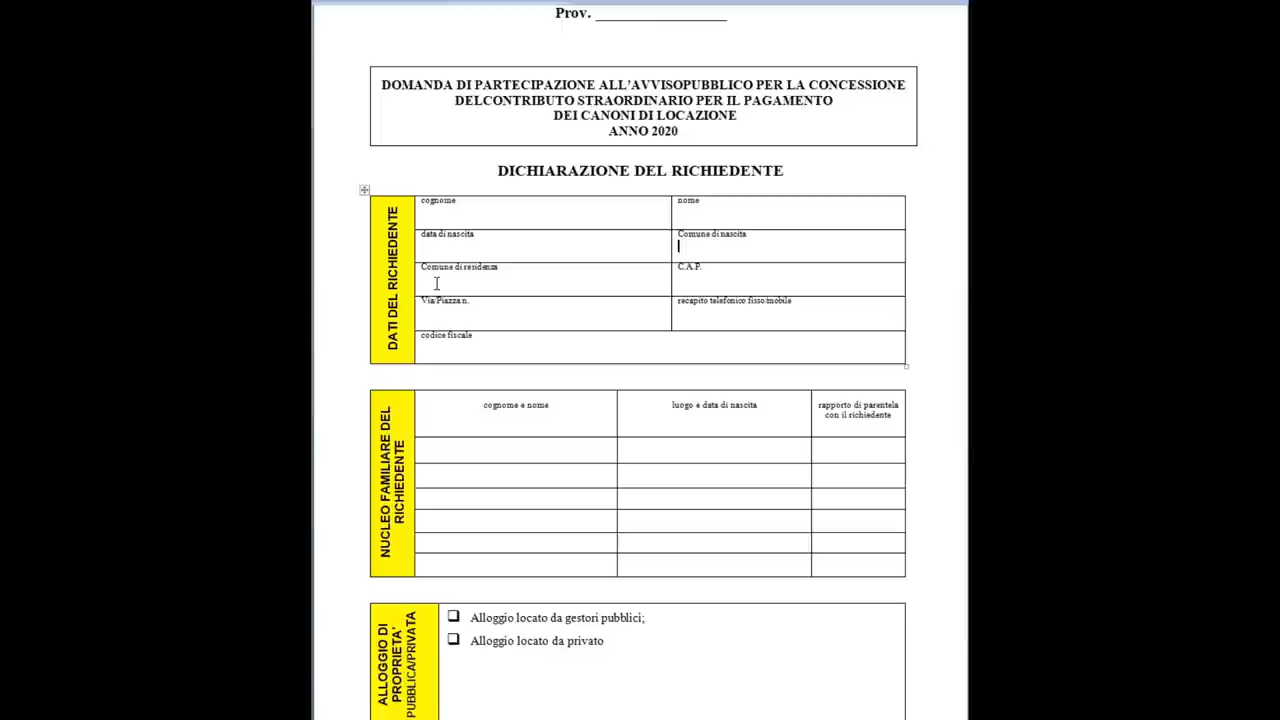 Prov. ___________________
DOMANDA DI PARTECIPAZIONE ALL'AVVISOPUBBLICO PER LA CONCESSIONE
DELCONTRIBUTO STRAORDINARIO PER IL PAGAMENTO
DEI CANONI DI LOCAZIONE
ANNO 2020
DICHIARAZIONE DEL RICHIEDENTE
DATI DEL RICHIEDENTE
cognome
nome
data di nascita
Comune di nascita
Comune di residenza
C.A.P.
Via/Piazza n.
recapito telefonico fisso/mobile
codice fiscale
NUCLEO FAMILIARE DEL
RICHIEDENTE
cognome e nome
luogo e data di nascita
rapporto di parentela
con il richiedente
ALLOGGIO DI
PROPRIETA'
PUBBLICA/PRIVATA
❑ Alloggio locato da gestori pubblici;
❑ Alloggio locato da privato